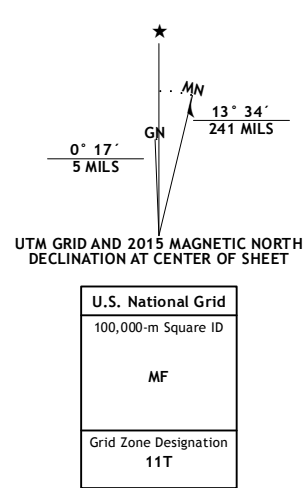 ★
MN
GN
13° 34´
241 MILS
0° 17´
5 MILS
UTM GRID AND 2015 MAGNETIC NORTH
DECLINATION AT CENTER OF SHEET
U.S. National Grid
100,000-m Square ID
MF
Grid Zone Designation
11T